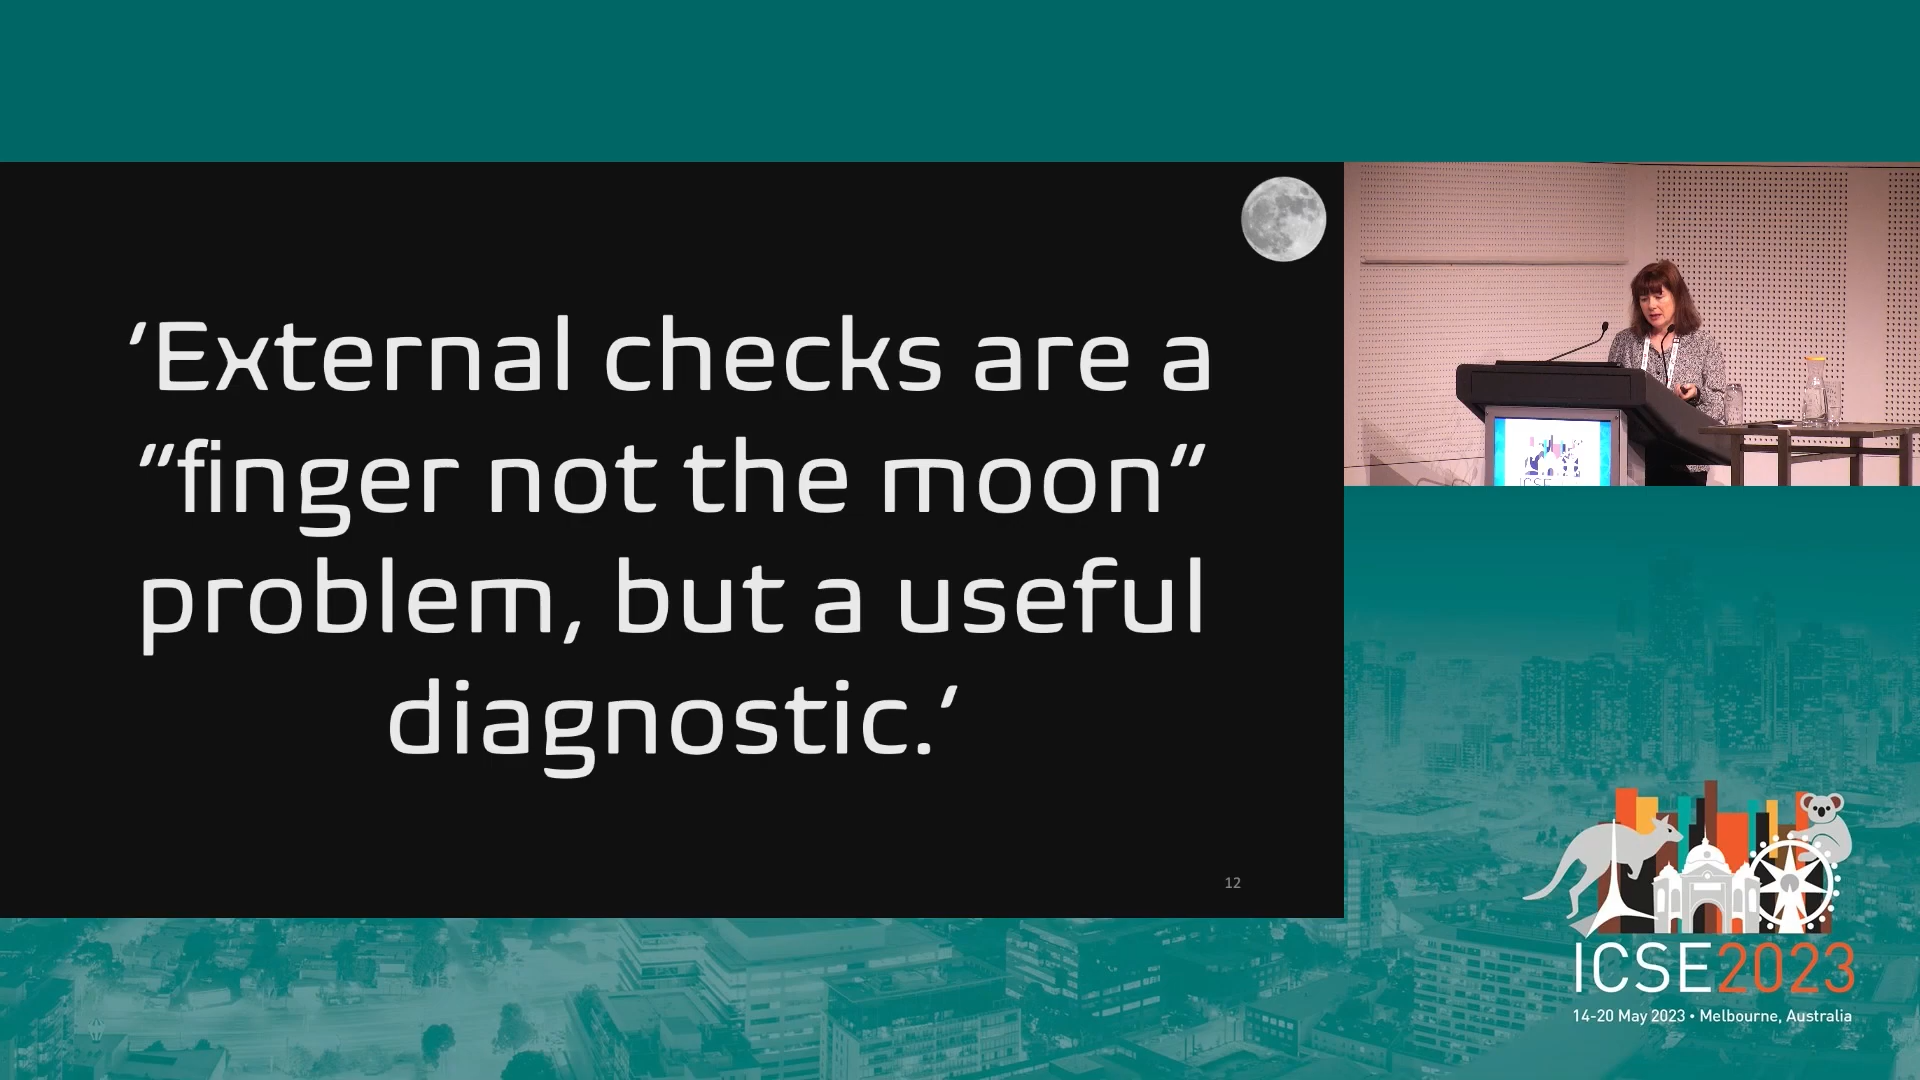 ‘External checks are a
“finger not the moon”
problem, but a useful
diagnostic.’
12
ICSE
ICSE2023
14-20 May 2023 • Melbourne, Australia